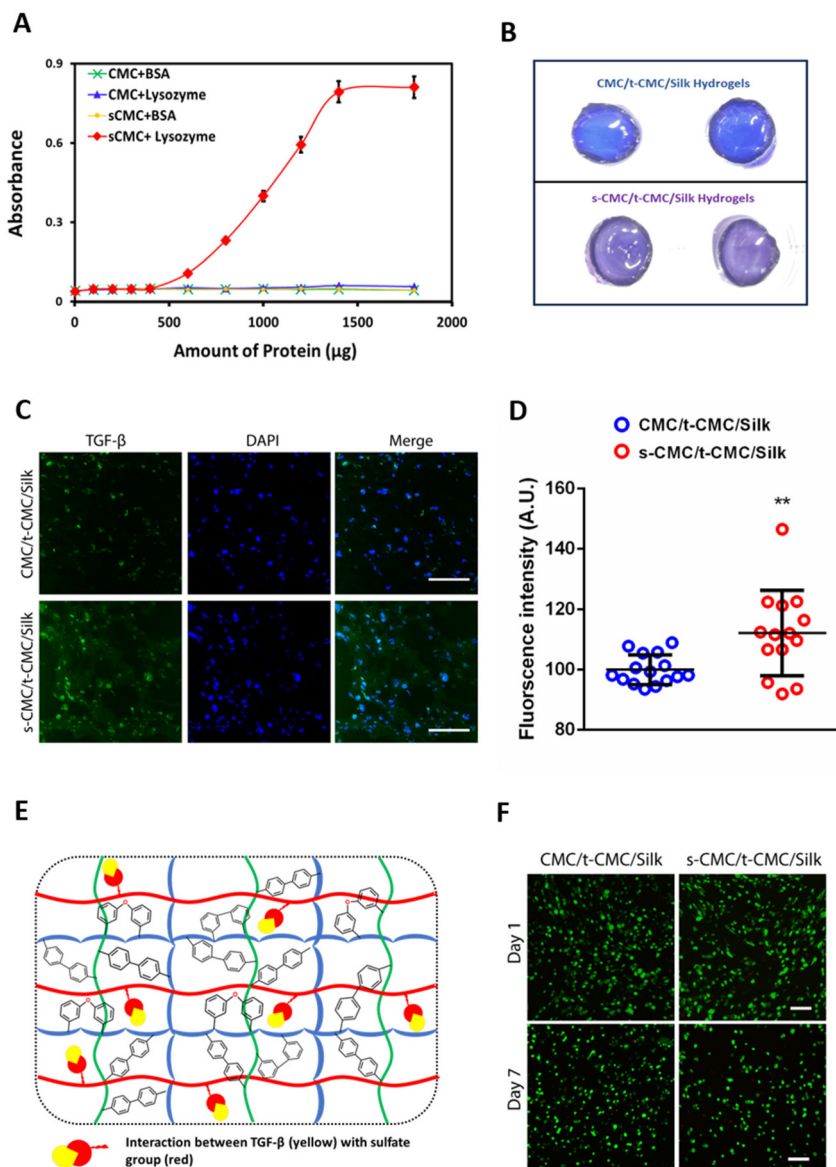 A
0.9
0.6
0.3
0
Absorbance
CMC+BSA
CMC+Lysozyme
sCMC+BSA
sCMC+ Lysozyme
0
500
1000
1500
2000
Amount of Protein (µg)
B
CMC/t-CMC/Silk Hydrogels
s-CMC/t-CMC/Silk Hydrogels
C
TGF-β
DAPI
Merge
CMC/t-CMC/Silk
s-CMC/t-CMC/Silk
D
CMC/t-CMC/Silk
s-CMC/t-CMC/Silk
Fluorescence intensity (A.U.)
160
140
120
100
80
**
E
O
O
O
O
Interaction between TGF-β (yellow) with sulfate
group (red)
F
CMC/t-CMC/Silk
s-CMC/t-CMC/Silk
Day 1
Day 7